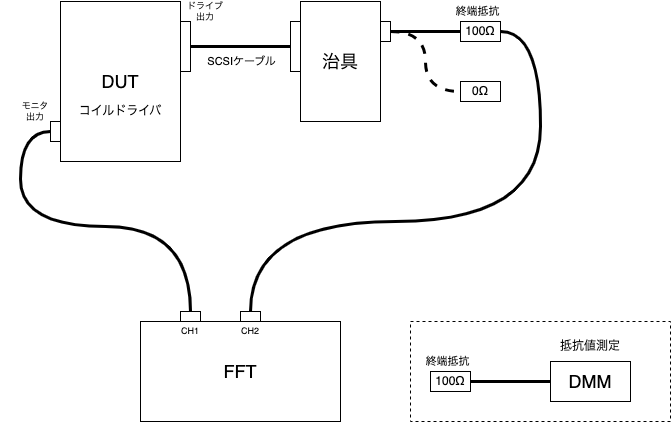 ドライブ
出力
終端抵抗
100Ω
DUT
コイルドライバ
SCSIケーブル
治具
0Ω
モニタ
出力
CH1
CH2
FFT
抵抗値測定
終端抵抗
100Ω
DMM